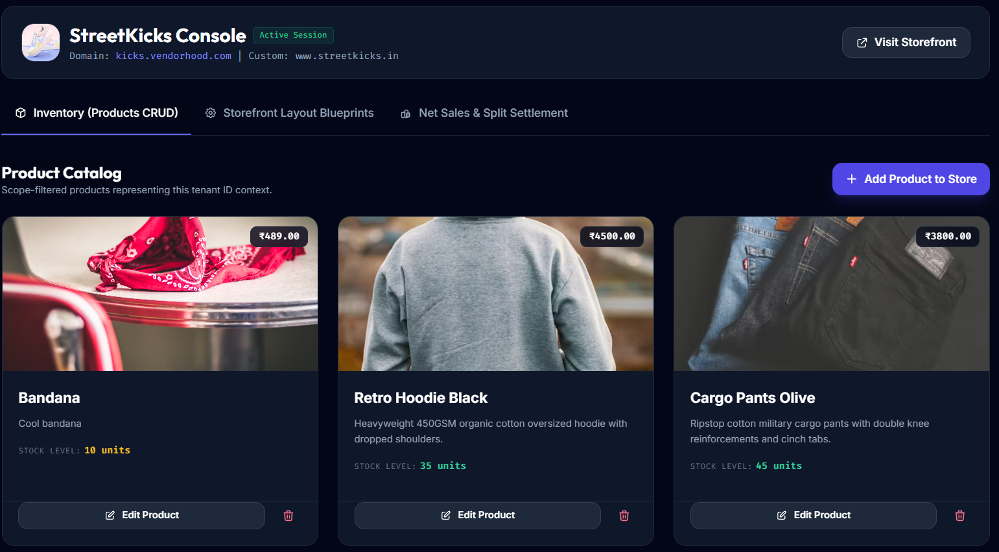 StreetKicks Console
Active Session
Domain: kicks.vendorhood.com | Custom: www.streetkicks.in
Visit Storefront
Inventory (Products CRUD)
Storefront Layout Blueprints
Net Sales & Split Settlement
Product Catalog
Scope-filtered products representing this tenant ID context.
+ Add Product to Store
₹489.00
₹4500.00
₹3800.00
Bandana
Cool bandana
STOCK LEVEL: 10 units
Edit Product
Retro Hoodie Black
Heavyweight 450GSM organic cotton oversized hoodie with
dropped shoulders.
STOCK LEVEL: 35 units
Edit Product
Cargo Pants Olive
Ripstop cotton military cargo pants with double knee
reinforcements and cinch tabs.
STOCK LEVEL: 45 units
Edit Product